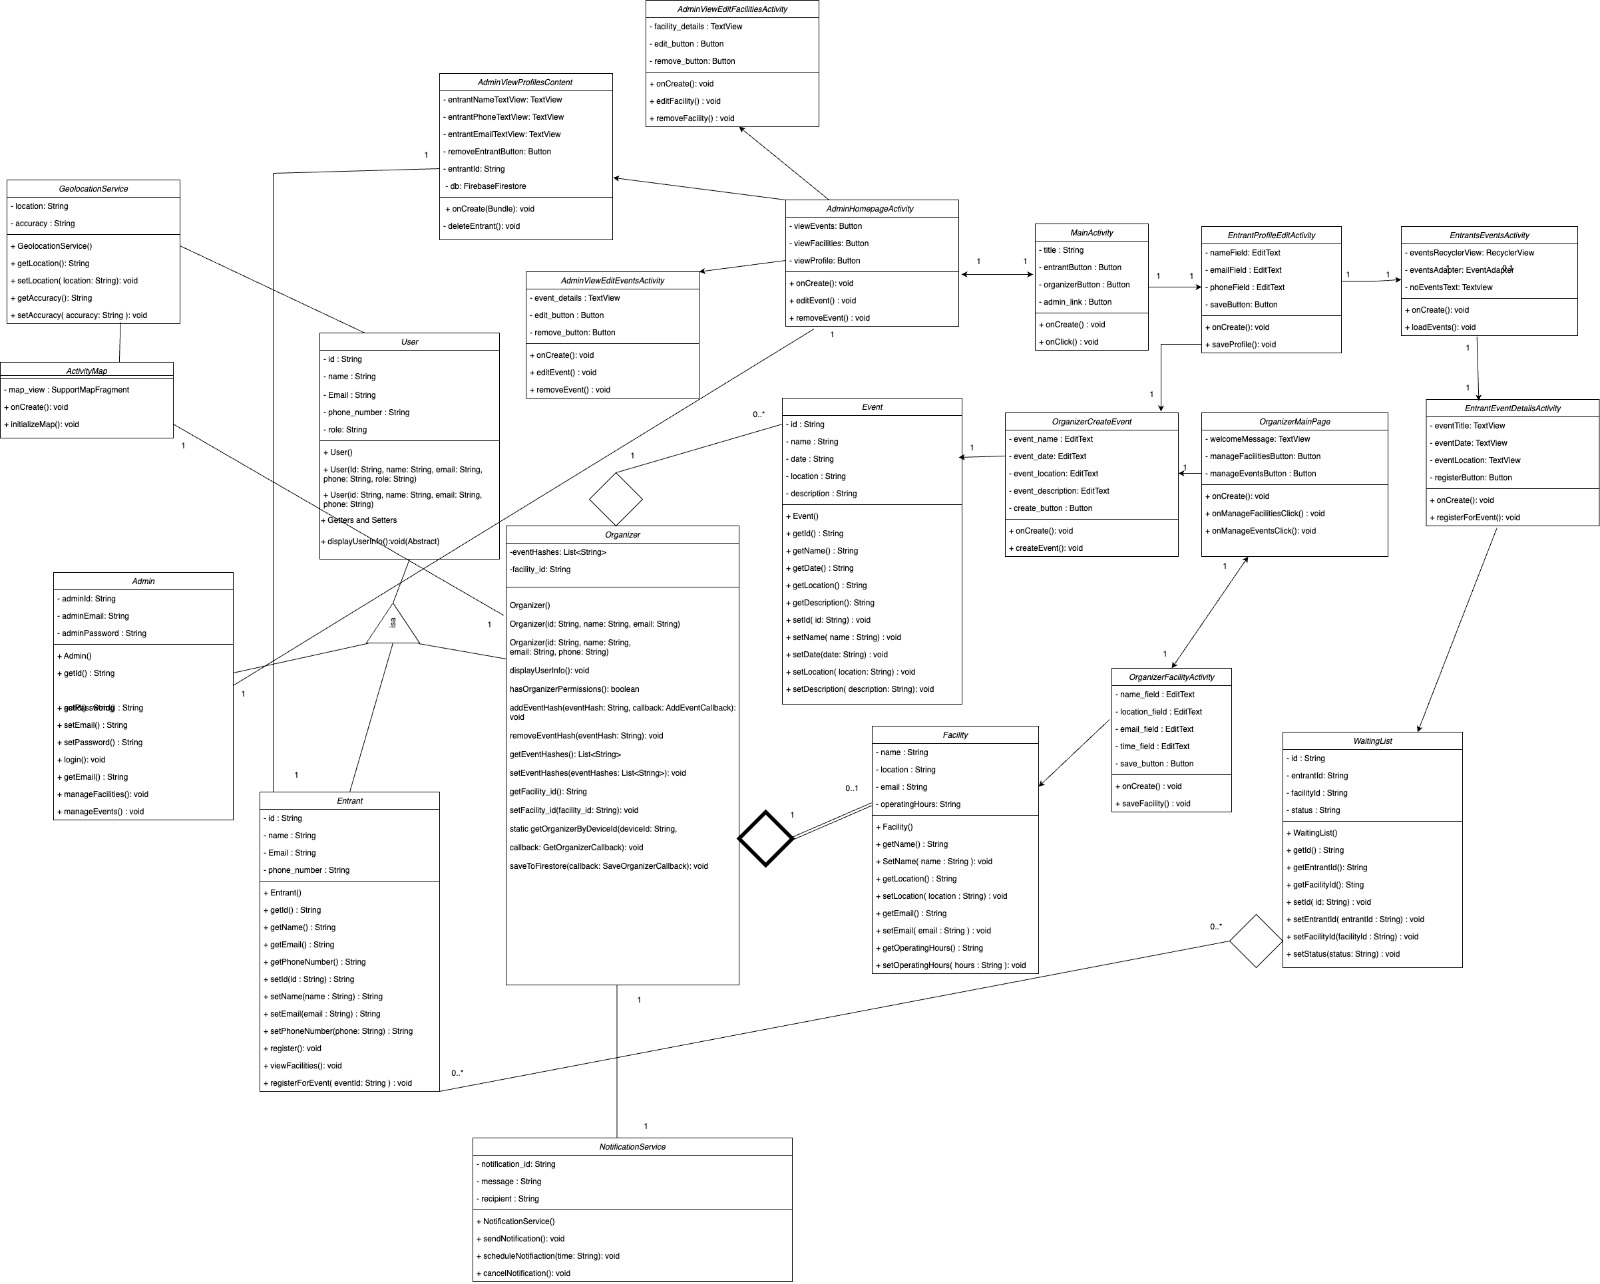 AdminViewEditFacilitiesActivity
- facility_details : TextView
- edit_button : Button
- remove_button: Button
+ onCreate(): void
+ editFacility() : void
+ removeFacility() : void
AdminViewProfilesContent
- entrantNameTextView: TextView
- entrantPhoneTextView: TextView
- entrantEmailTextView: TextView
- removeEntrantButton: Button
- entrantId: String
- db: FirebaseFirestore
+ onCreate(Bundle): void
- deleteEntrant(): void
1
GeolocationService
- location: String
- accuracy : String
+ GeolocationService()
+ getLocation(): String
+ setLocation( location: String): void
+ getAccuracy(): String
+ setAccuracy( accuracy: String ): void
ActivityMap
- map_view : SupportMapFragment
+ onCreate(): void
+ initializeMap(): void
1
AdminHomepageActivity
- viewEvents: Button
- viewFacilities: Button
- viewProfile: Button
+ onCreate(): void
+ editEvent() : void
+ removeEvent() : void
1
1
1
MainActivity
- title : String
- entrantButton : Button
- organizerButton : Button
- admin_link : Button
+ onCreate() : void
+ onClick() : void
1
1
EntrantProfileEditActivity
- nameField : EditText
- emailField : EditText
- phoneField : EditText
- saveButton: Button
+ onCreate(): void
+ saveProfile(): void
1
1
EntrantsEventsActivity
- eventsRecyclerView: RecyclerView
- eventsAdapter: EventAdapter
- noEventsText: Textview
+ onCreate(): void
+ loadEvents(): void
1
1
AdminViewEditEventsActivity
- event_details : TextView
- edit_button : Button
- remove_button: Button
+ onCreate(): void
+ editEvent() : void
+ removeEvent() : void
User
- id : String
- name : String
- Email : String
- phone_number : String
- role: String
+ User()
+ User(Id: String, name: String, email: String,
phone: String, role: String)
+ User(id: String, name: String, email: String,
phone: String)
+ Getters and Setters
+ displayUserInfo():void(Abstract)
isa
Event
- id : String
- name : String
- date : String
- location : String
- description : String
+ Event()
+ getId() : String
+ getName() : String
+ getDate() : String
+ getLocation() : String
+ getDescription(): String
+ setId( id: String) : void
+ setName( name : String) : void
+ setDate(date: String) : void
+ setLocation( location: String) : void
+ setDescription( description: String): void
0..*
1
1
1
OrganizerCreateEvent
- event_name : EditText
- event_date: EditText
- event_location: EditText
- event_description: EditText
- create_button : Button
+ onCreate() : void
+ createEvent(): void
1
OrganizerMainPage
- welcomeMessage: TextView
- manageFacilitiesButton: Button
- manageEventsButton : Button
+ onCreate(): void
+ onManageFacilitiesClick(): void
+ onManageEventsClick(): void
1
1
EntrantEventDetailsActivity
- eventTitle: TextView
- eventDate: TextView
- eventLocation: TextView
- registerButton: Button
+ onCreate(): void
+ registerForEvent(): void
Organizer
-eventHashes: List<String>
-facility_id: String
Organizer()
Organizer(id: String, name: String, email: String)
Organizer(id: String, name: String,
email: String, phone: String)
displayUserInfo(): void
hasOrganizerPermissions(): boolean
addEventHash(eventHash: String, callback: AddEventCallback):
void
removeEventHash(eventHash: String): void
getEventHashes(): List<String>
setEventHashes(eventHashes: List<String>): void
getFacility_id(): String
setFacility_id(facility_id: String): void
static getOrganizerByDeviceId(deviceId: String,
callback: GetOrganizerCallback): void
saveToFirestore(callback: SaveOrganizerCallback): void
1
1
1
0..1
Admin
- adminId: String
- adminEmail: String
- adminPassword : String
+ Admin()
+ getId() : String
+ setEmail() : String
+ setPassword() : String
+ login(): void
+ getEmail() : String
+ manageFacilities(): void
+ manageEvents() : void
1
1
Entrant
- id : String
- name : String
- Email : String
- phone_number : String
+ Entrant()
+ getId() : String
+ getName() : String
+ getEmail() : String
+ getPhoneNumber() : String
+ setId(id : String) : String
+ setName(name : String) : String
+ setEmail(email : String) : String
+ setPhoneNumber(phone: String) : String
+ register(): void
+ viewFacilities(): void
+ registerForEvent( eventId: String ) : void
0..*
OrganizerFacilityActivity
- name_field : EditText
- location_field : EditText
- email_field : EditText
- time_field : EditText
- save_button : Button
+ onCreate() : void
+ saveFacility() : void
Facility
- name : String
- location : String
- email : String
- operatingHours: String
+ Facility()
+ getName() : String
+ SetName( name : String ): void
+ getLocation() : String
+ setLocation( location : String) : void
+ getEmail() : String
+ setEmail( email : String ) : void
+ getOperatingHours() : String
+ setOperatingHours( hours : String ): void
WaitingList
- id : String
- entrantId: String
- facilityId : String
- status : String
+ WaitingList()
+ getId() : String
+ getEntrantId() : String
+ getFacilityId(): Sting
+ setId( id: String) : void
+ setEntrantId( entrantId : String) : void
+ setFacilityId(facilityId : String) : void
+ setStatus(status: String) : void
0..*
1
NotificationService
- notification_id: String
- message : String
- recipient : String
+ NotificationService()
+ sendNotification(): void
+ scheduleNotifiaction(time: String): void
+ cancelNotification(): void